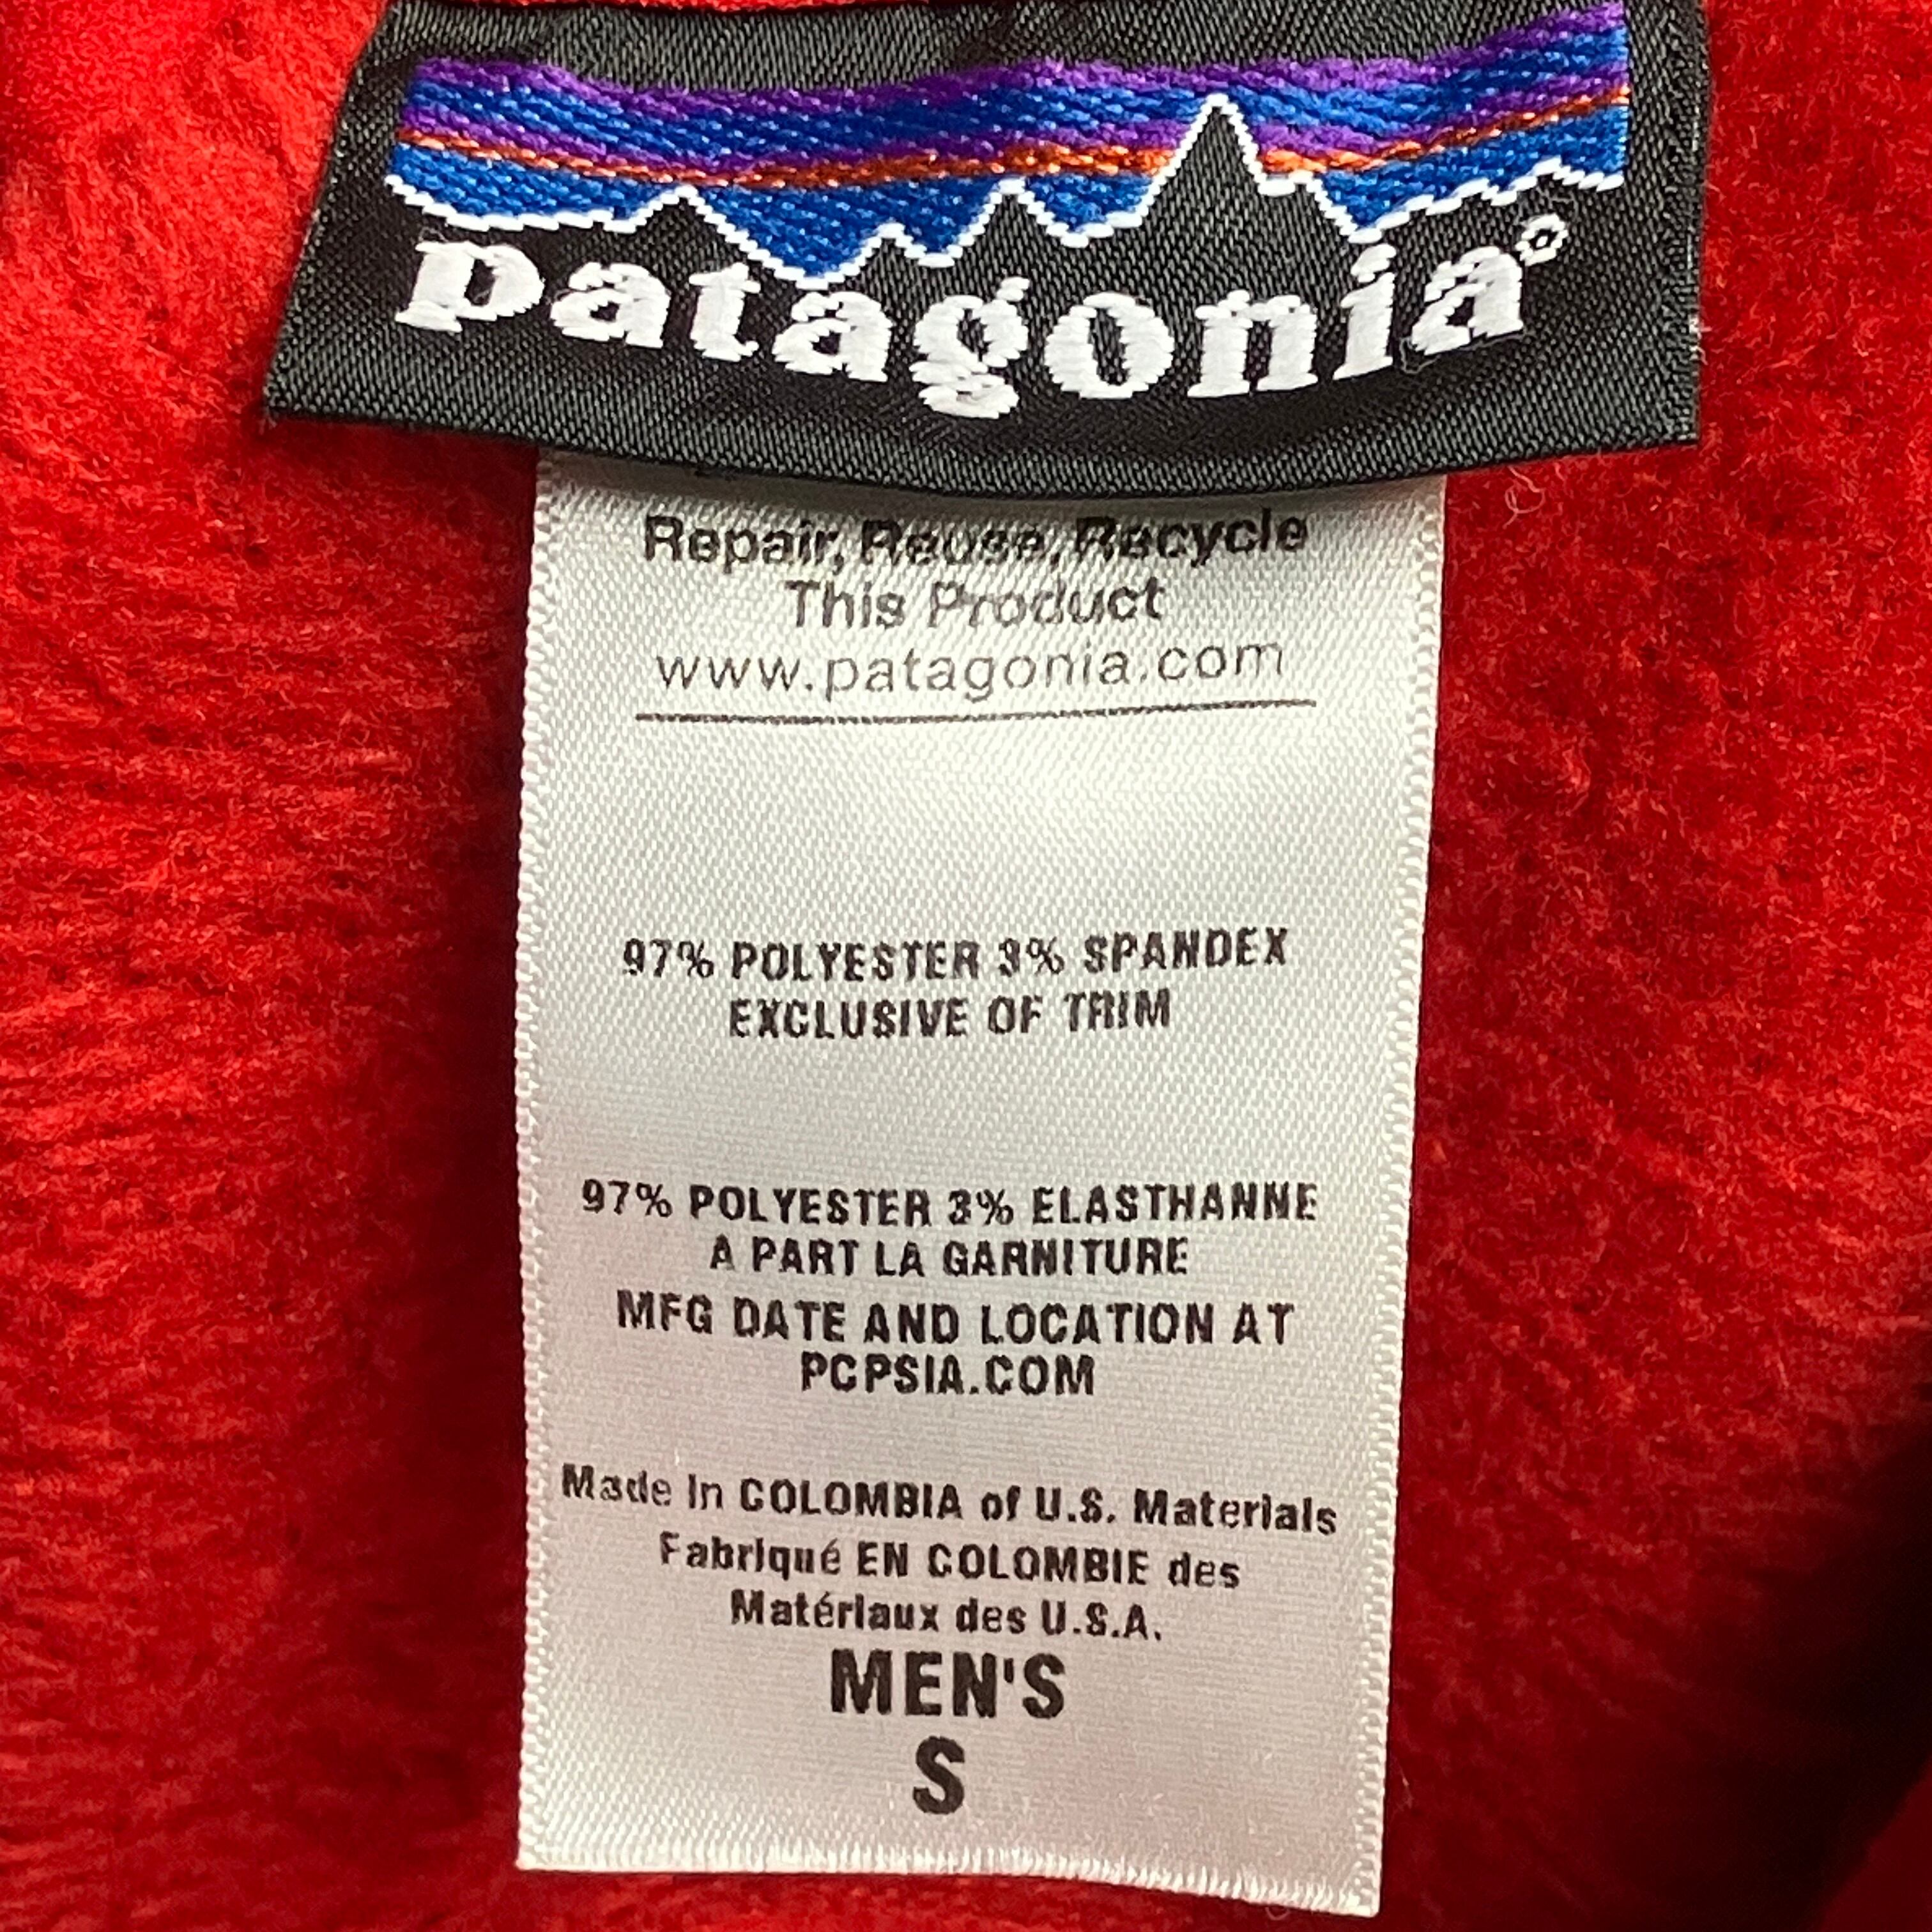 patagonia®
Repair, Reuse, Recycle
This Product
www.patagonia.com
97% POLYESTER 3% SPANDEX
EXCLUSIVE OF TRIM
97% POLYESTER 3% ELASTHANNE
A PART LA GARNITURE
MFG DATE AND LOCATION AT
PCPSIA.COM
Made In COLOMBIA of U.S. Materials
Fabriqué EN COLOMBIE des
Matériaux des U.S.A.
MEN'S
S